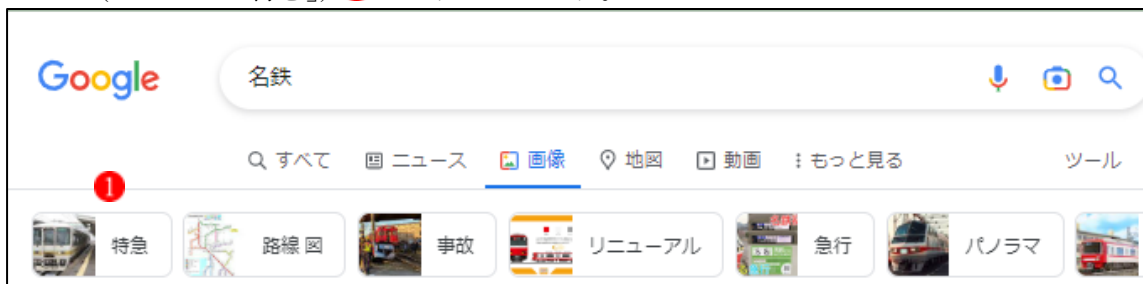 Google 名鉄
すべて ニュース 画像 地図 動画 もっと見る ツール
1
特急 路線図 事故 リニューアル 急行 パノラマ